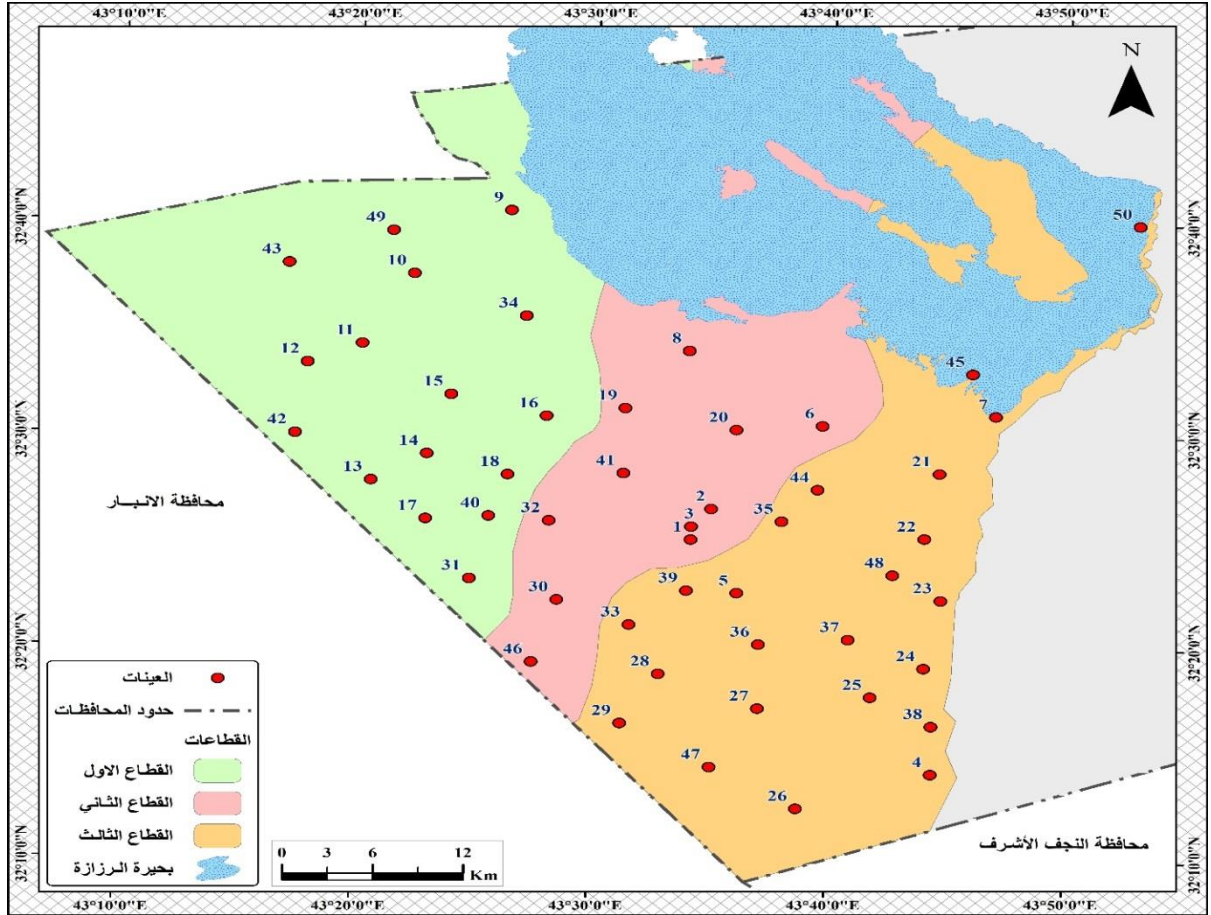 43°10'0"E 43°20'0"E 43°30'0"E 43°40'0"E 43°50'0"E
N
9
50
32°40'0"N
32°40'0"N
49
43
10
34
11
8
12
45
15
7
19
16
20
6
42
32°30'0"N
32°30'0"N
14
41
21
18
13
44
محافظة الانبار
2
17
40
32
3
35
1
22
48
31
39
5
30
23
33
37
36
32°20'0"N
32°20'0"N
46
24
28
25
27
29
38
العينات
حدود المحافظات
47
4
القطاعات
26
القطاع الاول
القطاع الثاني
القطاع الثالث
محافظة النجف الأشرف
بحيرة الرزازة
0 3 6 12
Km
32°10'0"N
32°10'0"N
43°10'0"E 43°20'0"E 43°30'0"E 43°40'0"E 43°50'0"E